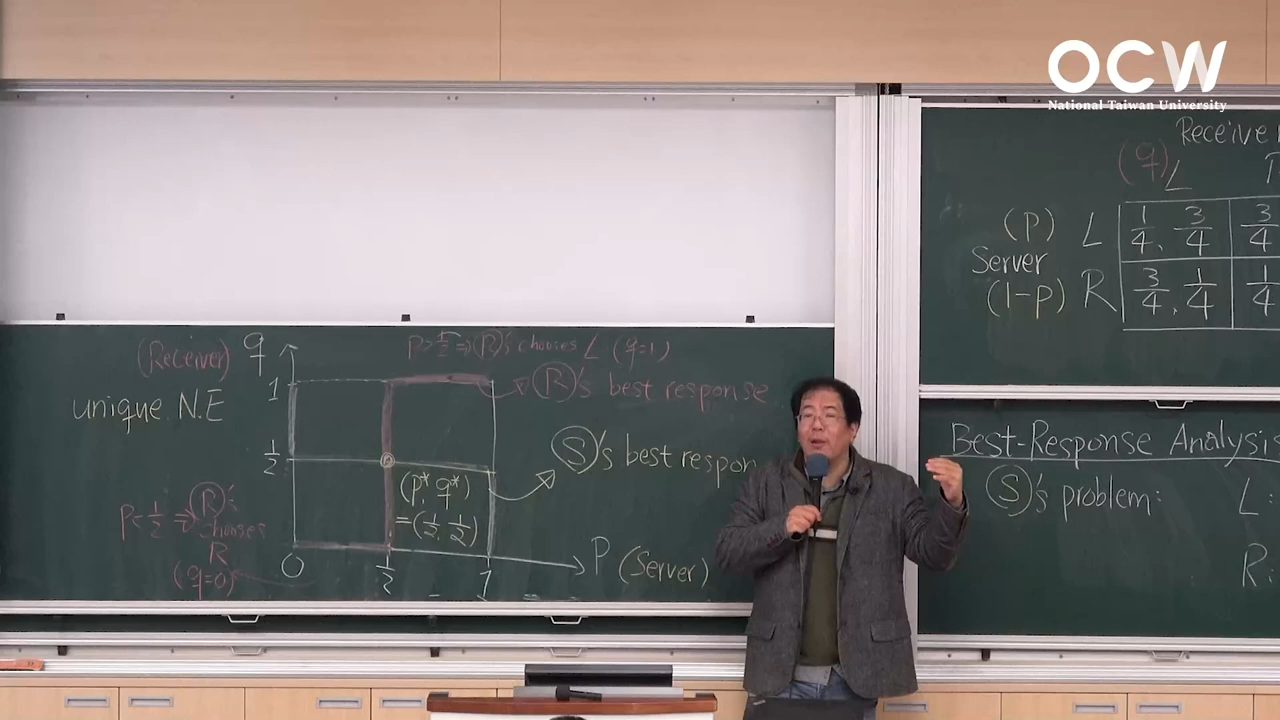 OCW
National Taiwan University
(Receiver) q
1
unique N.E
1/2
P>1/2 ⇒ (R)'s chooses L (q=1)
(R)'s best response
(S)'s best respon
(p*, q*)
=(1/2, 1/2)
P<1/2 ⇒ (R)'s
chooses
R
(q=0)
0
1/2
1
P (Server)
Receive
(q)
L
(P) L 1/4, 3/4 3/4
Server
(1-p) R 3/4, 1/4 1/4
Best-Response Analysis
(S)'s problem: L:
R: